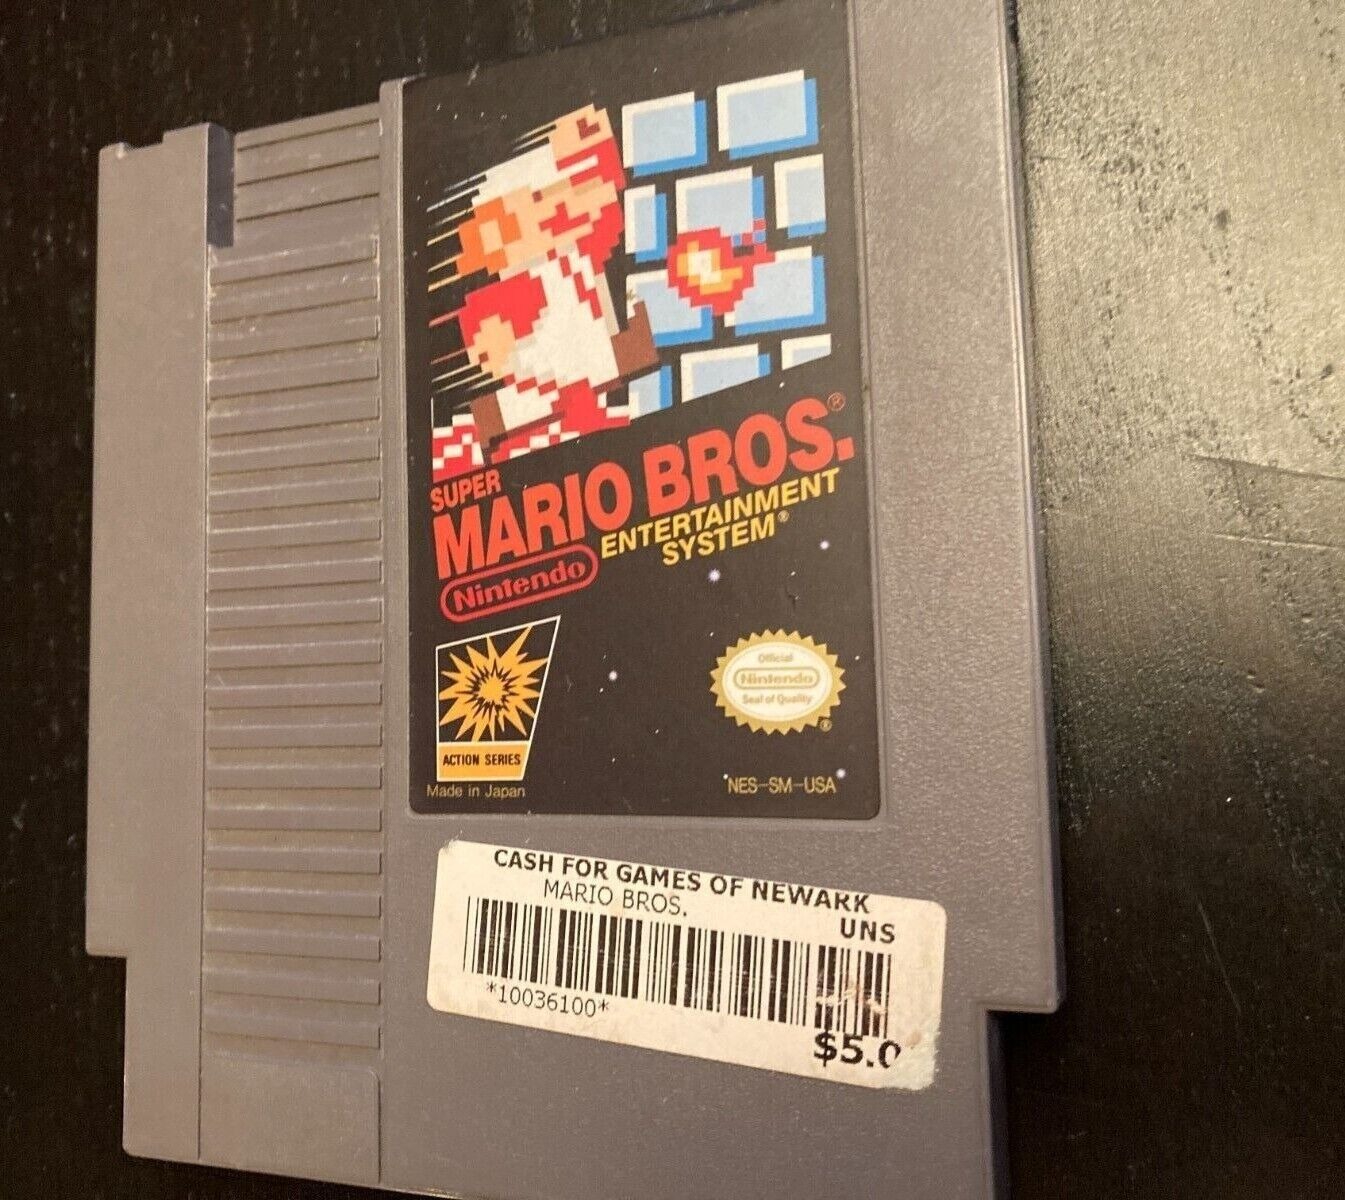 SUPER
MARIO BROS.®
Nintendo
ENTERTAINMENT
SYSTEM®
Official
Nintendo
Seal of Quality
®
ACTION SERIES
Made in Japan
NES-SM-USA
CASH FOR GAMES OF NEWARK
MARIO BROS.
UNS
*10036100*
$5.0